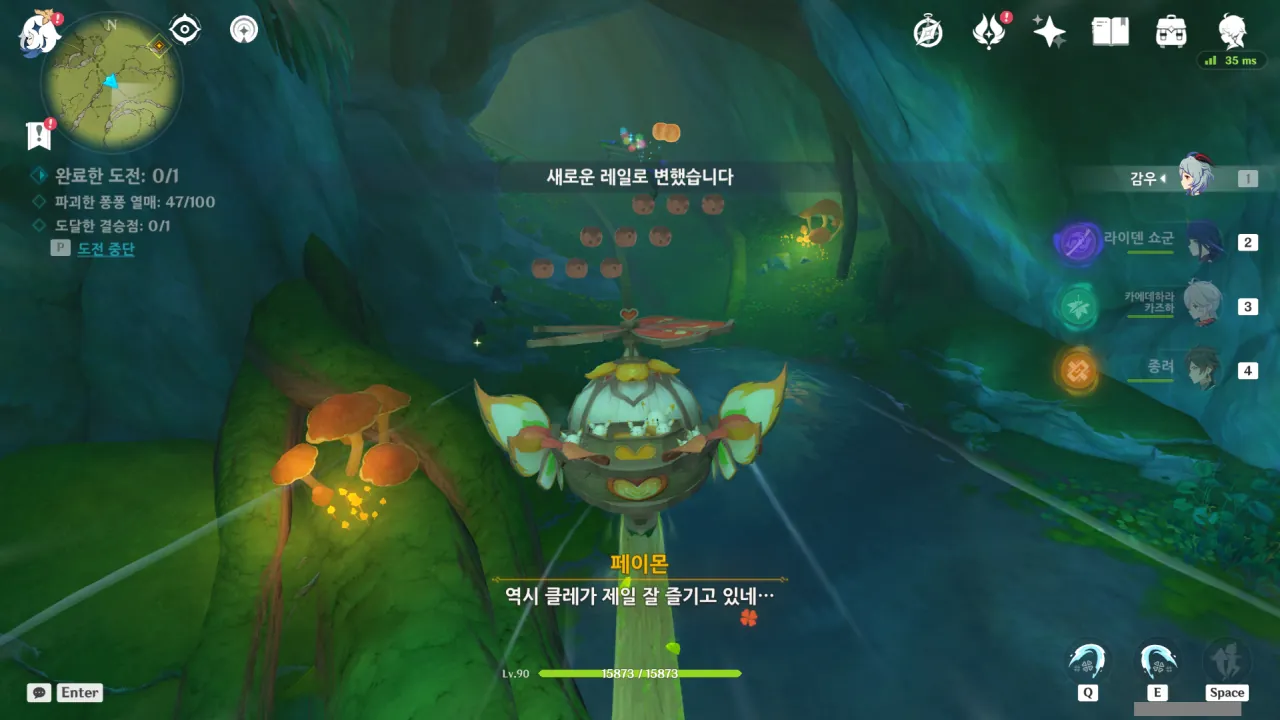 N
35 ms
완료한 도전: 0/1
파괴한 퐁퐁 열매: 47/100
도달한 결승점: 0/1
P 도전 중단
새로운 레일로 변했습니다
감우 1
라이덴 쇼군 2
카에데하라
카즈하 3
종려 4
페이몬
역시 클레가 제일 잘 즐기고 있네…
Lv.90 15873 / 15873
Enter
Q E Space